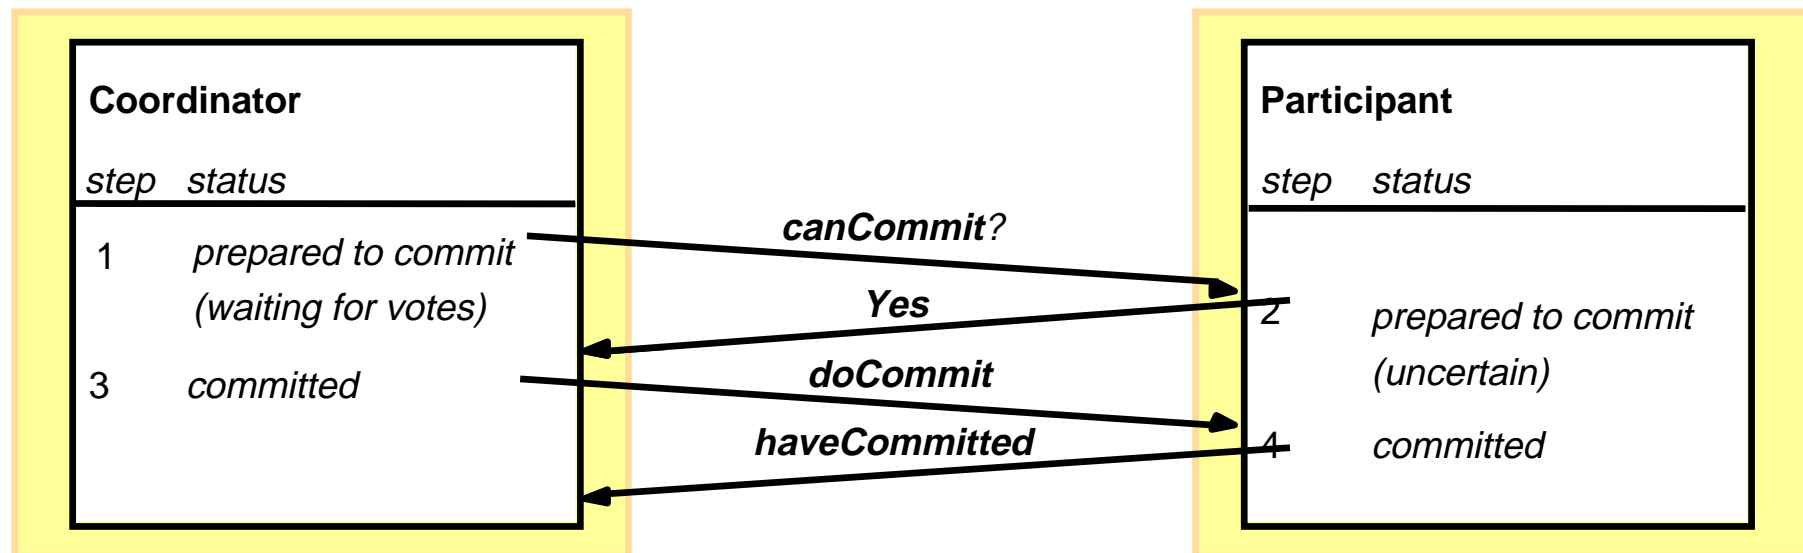 Coordinator
step status
1 prepared to commit
(waiting for votes)
3 committed
canCommit?
Yes
doCommit
haveCommitted
Participant
step status
2 prepared to commit
(uncertain)
4 committed